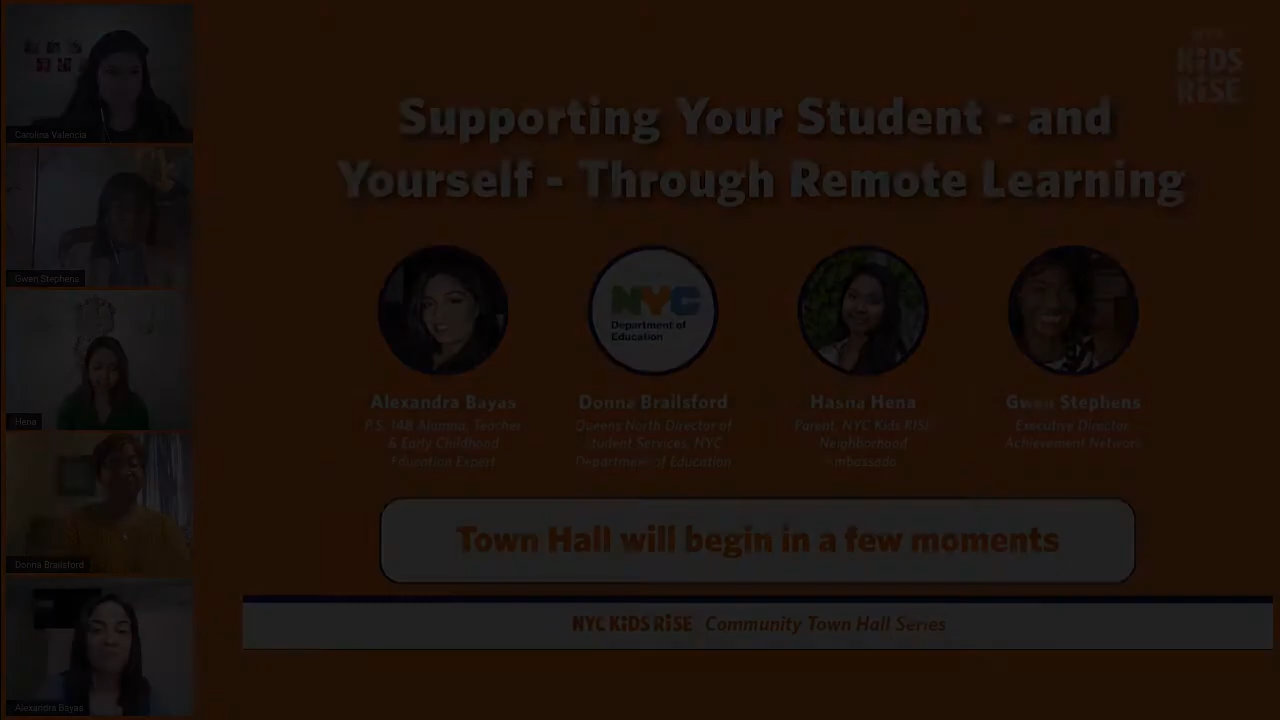 Carolina Valencia
Gwen Stephens
Hena
Donna Brailsford
Alexandra Bayas
NYC
KiDS
RiSE
Supporting Your Student - and
Yourself - Through Remote Learning
NYC
Department of
Education
Alexandra Bayas
P.S. 148 Alumna, Teacher
& Early Childhood
Education Expert
Donna Brailsford
Queens North Director of
Student Services, NYC
Department of Education
Hasna Hena
Parent, NYC Kids RISE
Neighborhood
Ambassador
Gwen Stephens
Executive Director,
Achievement Network
Town Hall will begin in a few moments
NYC KiDS RiSE Community Town Hall Series